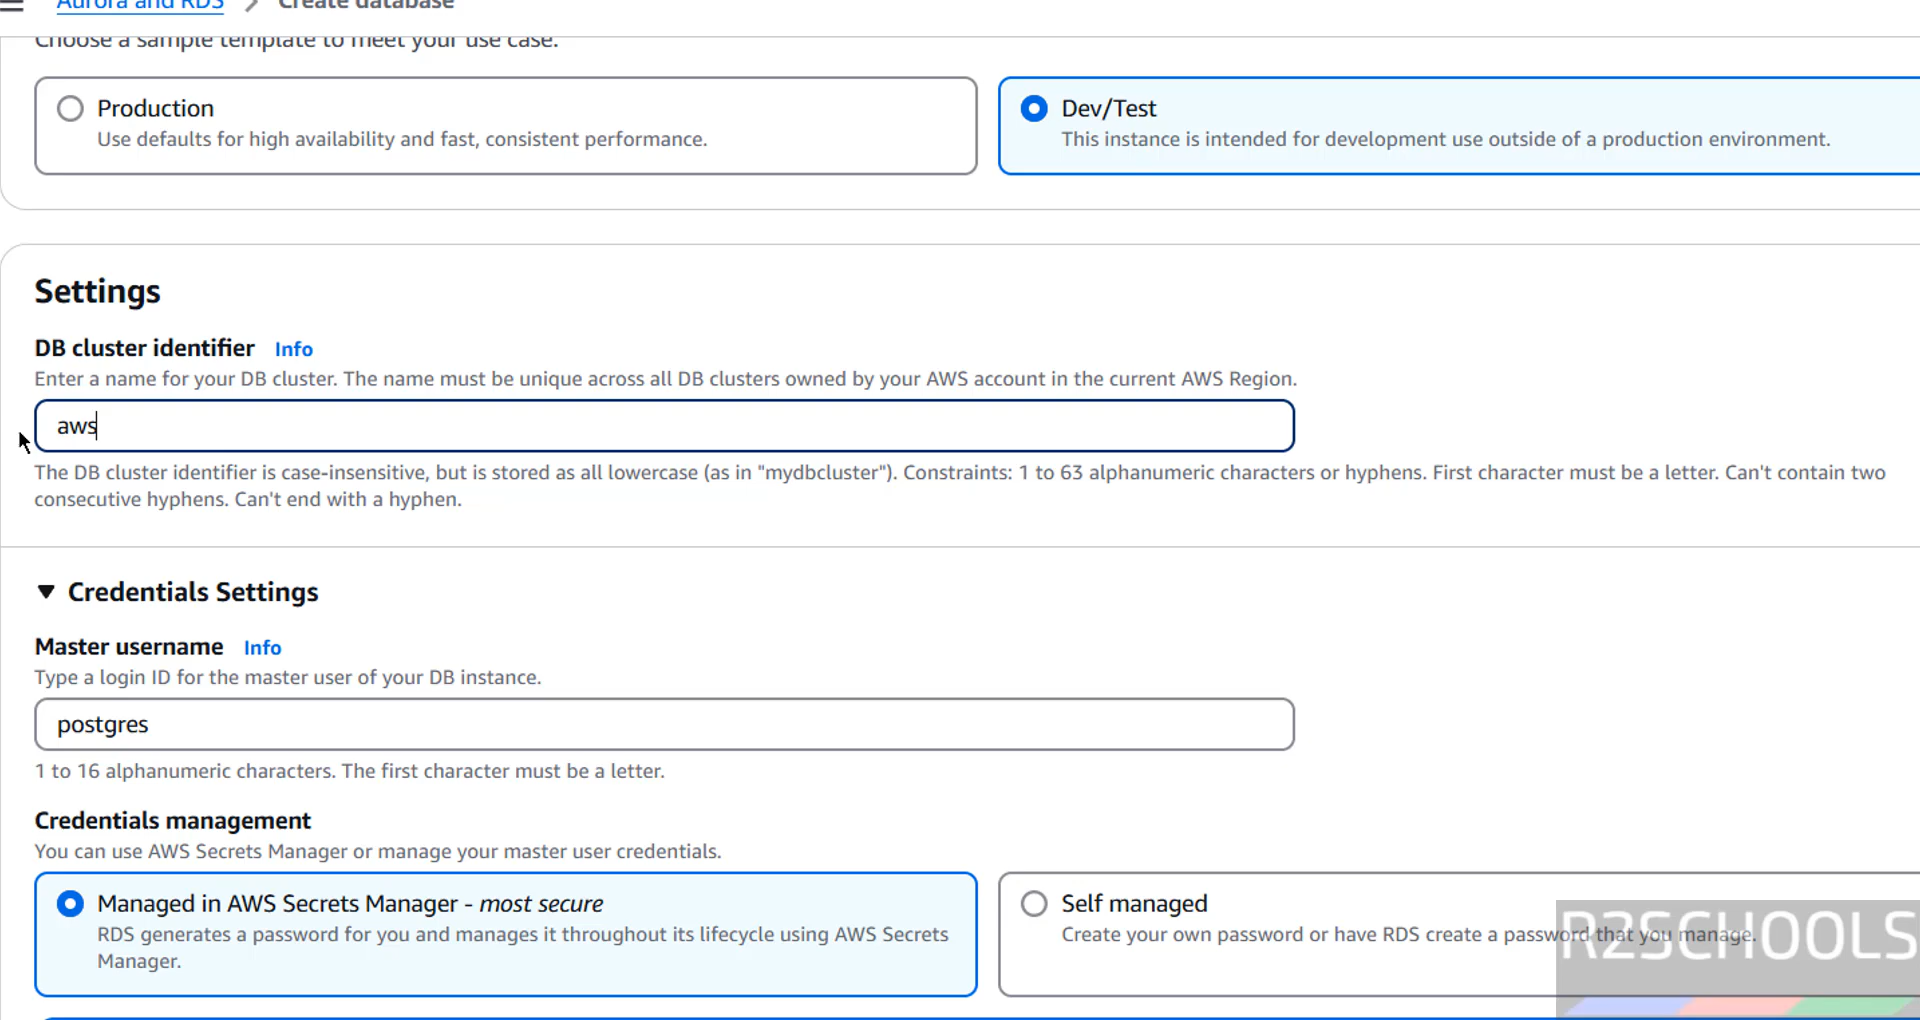 Aurora and RDS > Create database
Choose a sample template to meet your use case.
Production
Use defaults for high availability and fast, consistent performance.
Dev/Test
This instance is intended for development use outside of a production environment.
Settings
DB cluster identifier Info
Enter a name for your DB cluster. The name must be unique across all DB clusters owned by your AWS account in the current AWS Region.
aws
The DB cluster identifier is case-insensitive, but is stored as all lowercase (as in "mydbcluster"). Constraints: 1 to 63 alphanumeric characters or hyphens. First character must be a letter. Can't contain two
consecutive hyphens. Can't end with a hyphen.
Credentials Settings
Master username Info
Type a login ID for the master user of your DB instance.
postgres
1 to 16 alphanumeric characters. The first character must be a letter.
Credentials management
You can use AWS Secrets Manager or manage your master user credentials.
Managed in AWS Secrets Manager - most secure
RDS generates a password for you and manages it throughout its lifecycle using AWS Secrets
Manager.
Self managed
Create your own password or have RDS create a password that you manage.
R2SCHOOLS